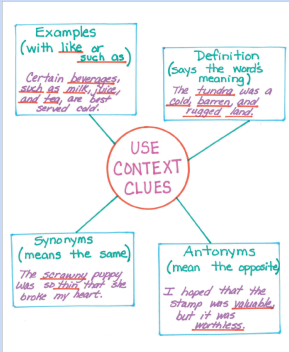 Examples
(with like or
such as)
Certain beverages,
such as milk, juice,
and tea, are best
served cold.
Definition
(says the word's
meaning)
The tundra was a
cold, barren, and
rugged land.
USE
CONTEXT
CLUES
Synonyms
(means the same)
The scrawny puppy
was so thin that she
broke my heart.
Antonyms
(mean the opposite)
I hoped that the
stamp was valuable,
but it was
worthless.